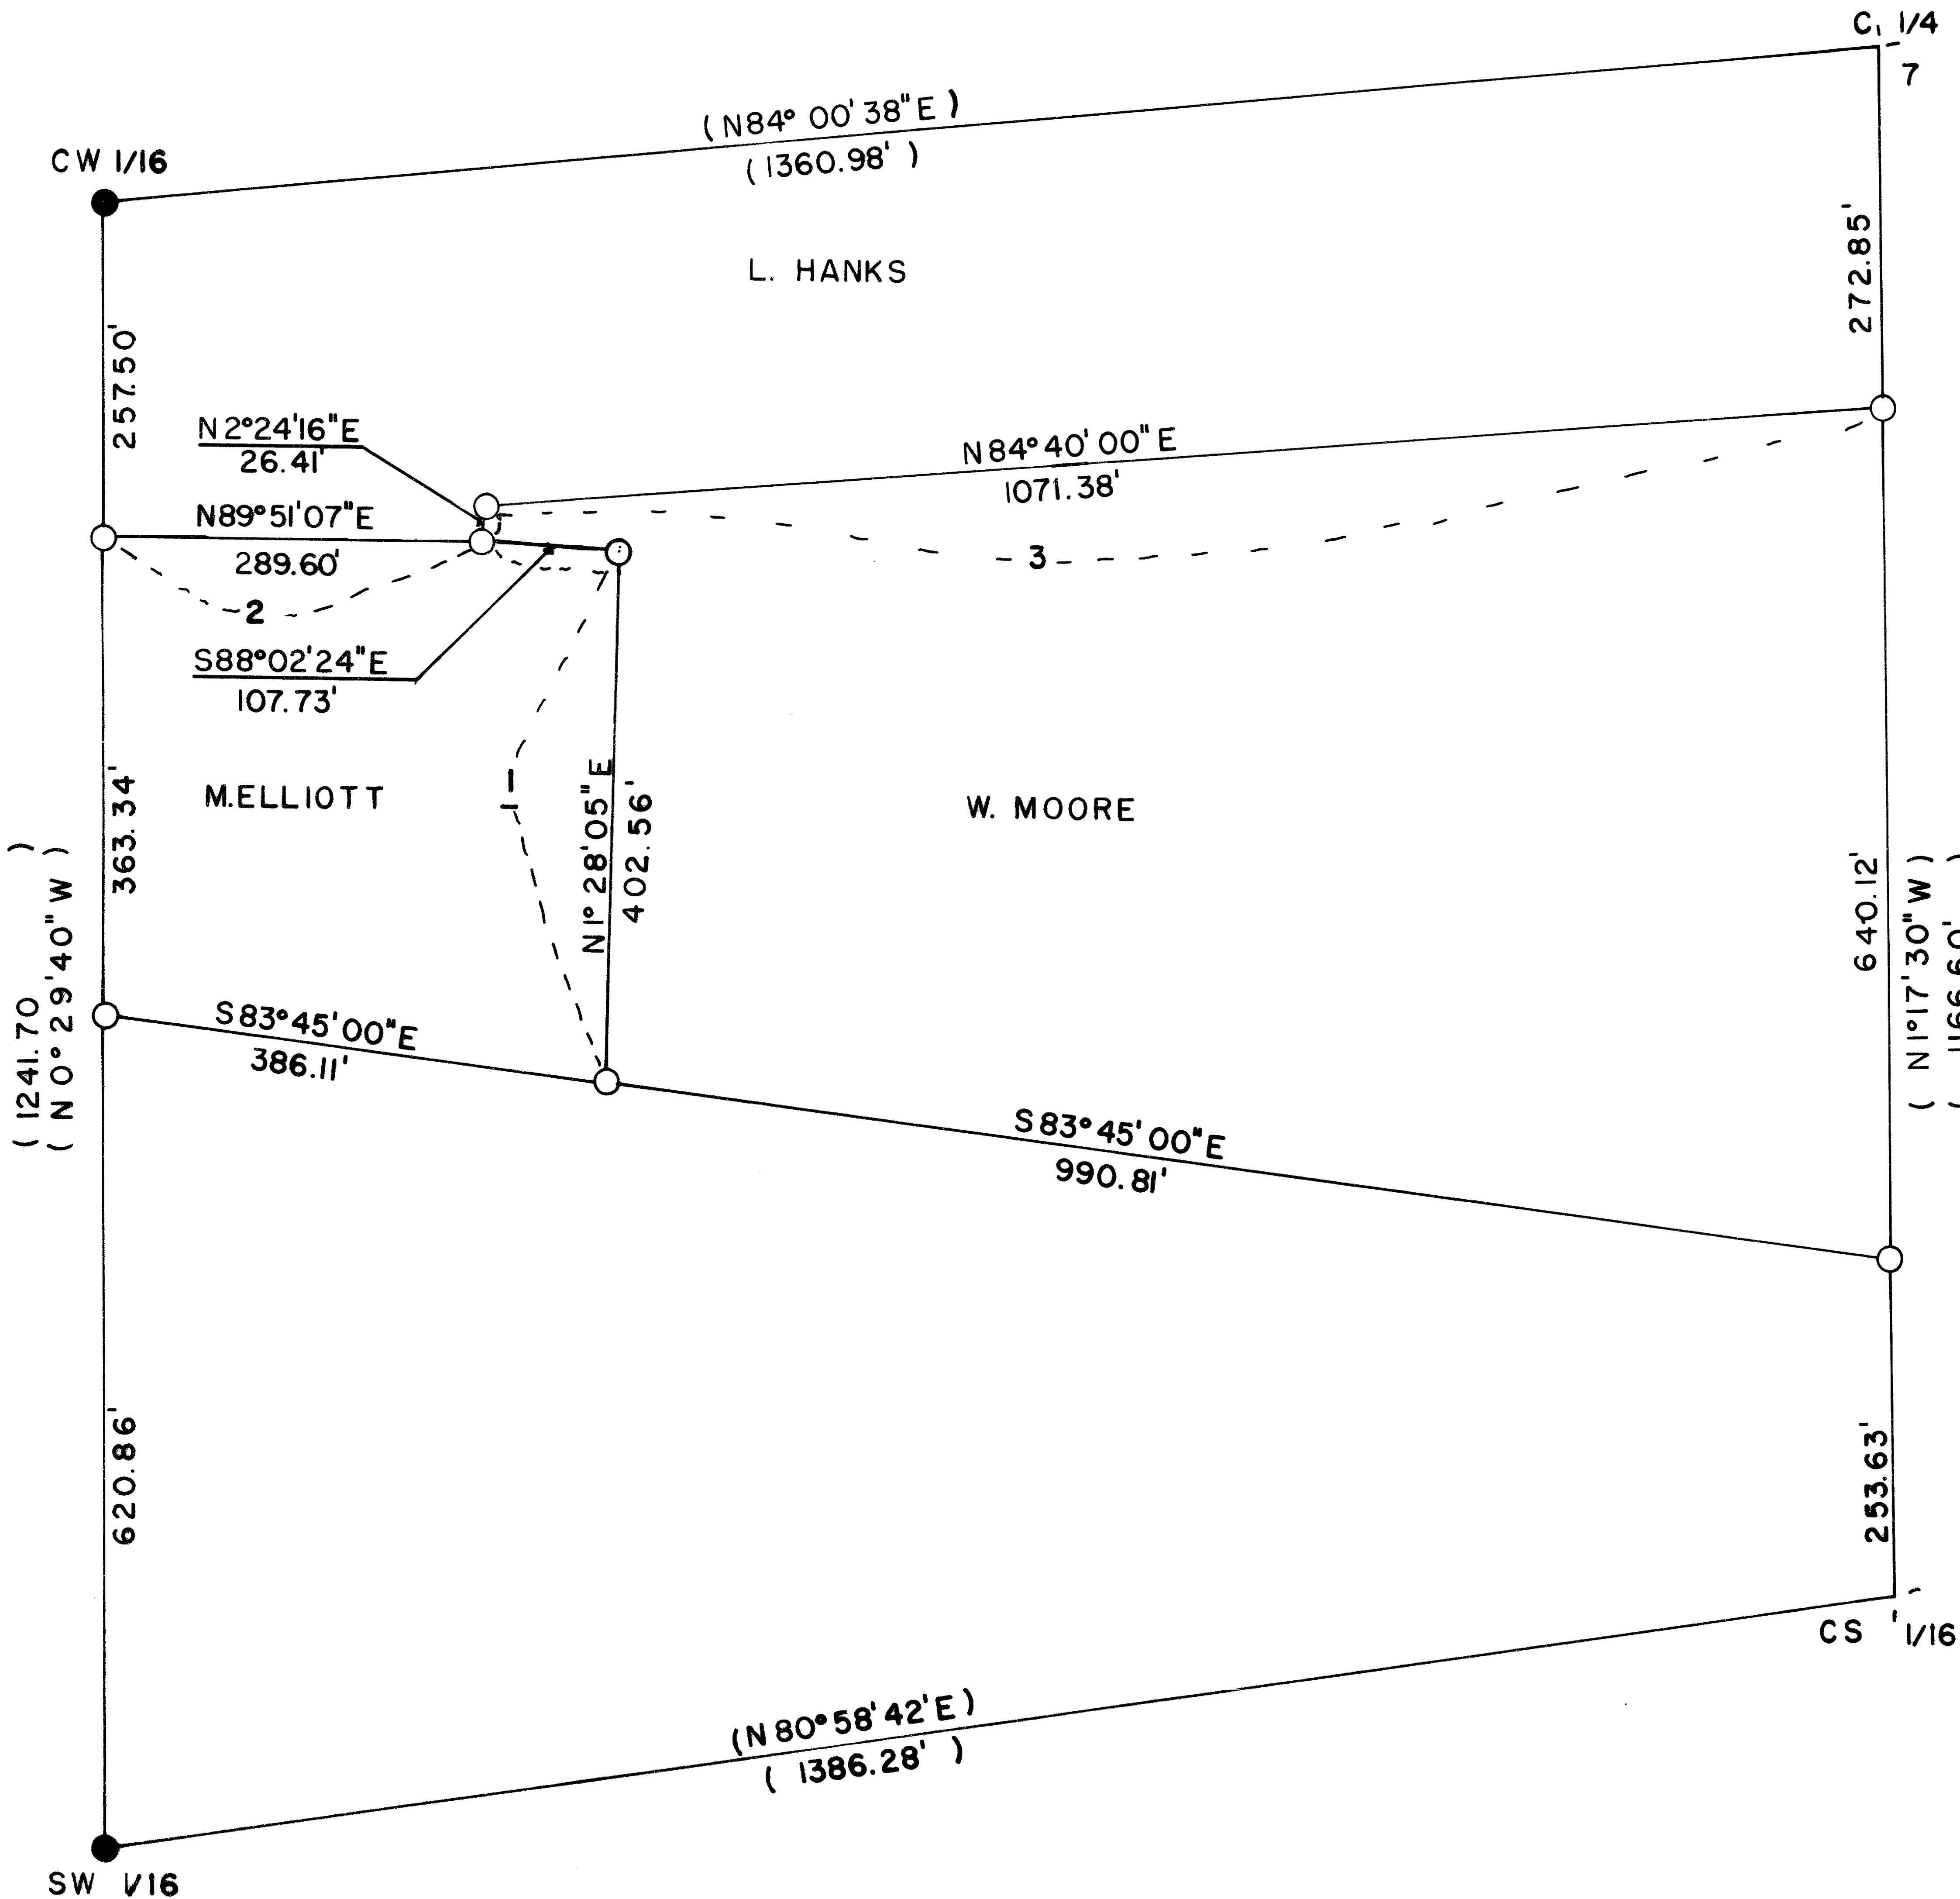 C 1/4
7
(N84° 00' 38"E)
(1360.98' )
CW 1/16
272.85'
L. HANKS
257.50'
N2°24'16"E
26.41'
N84°40'00"E
1071.38'
N89°51'07"E
289.60'
3
2
S88°02'24"E
107.73'
363.34'
M.ELLIOTT
1
N1°28'05"E
402.56'
W. MOORE
640.12'
(N1°17'30"W)
( 1241.70 )
(N0°29'40"W)
S83°45'00"E
386.11'
S83°45'00"E
990.81'
620.86'
253.63'
CS 1/16
(N80°58'42'E)
( 1386.28' )
SW 1/16